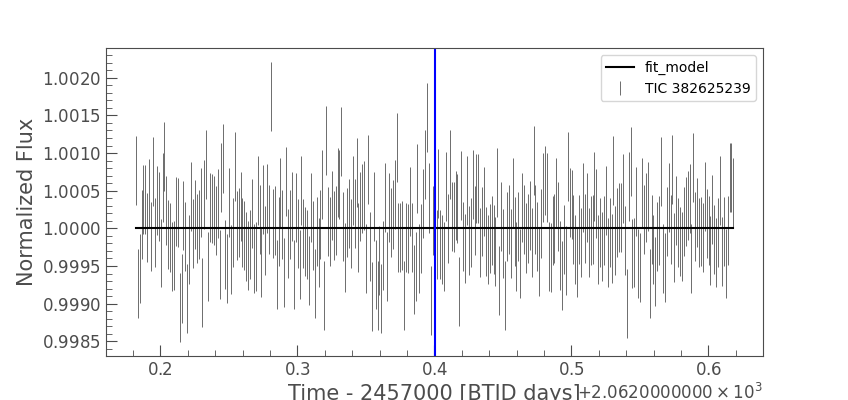 fit_model
TIC 382625239
Normalized Flux
1.0020
1.0015
1.0010
1.0005
1.0000
0.9995
0.9990
0.9985
0.2 0.3 0.4 0.5 0.6
Time - 2457000 [BTJD days]
+2.0620000000 × 10³